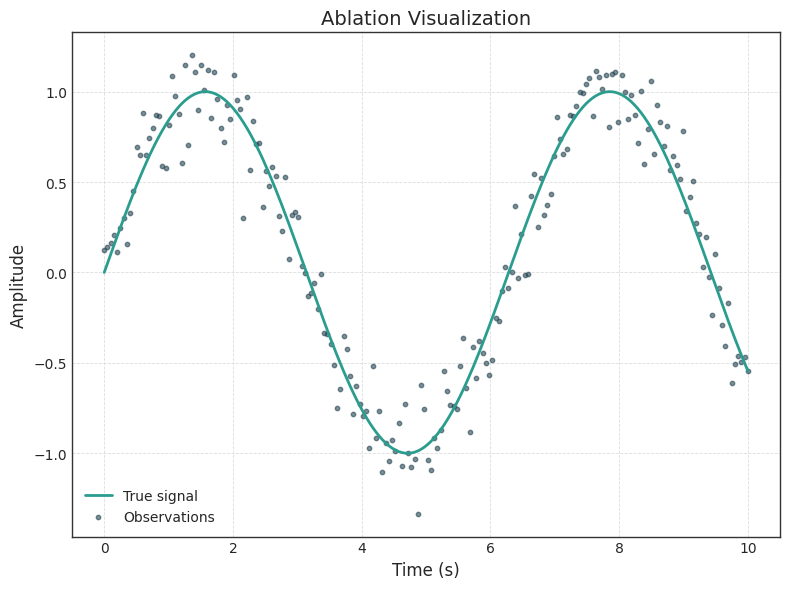 Ablation Visualization
Amplitude
1.0
0.5
0.0
−0.5
−1.0
True signal
Observations
0 2 4 6 8 10
Time (s)